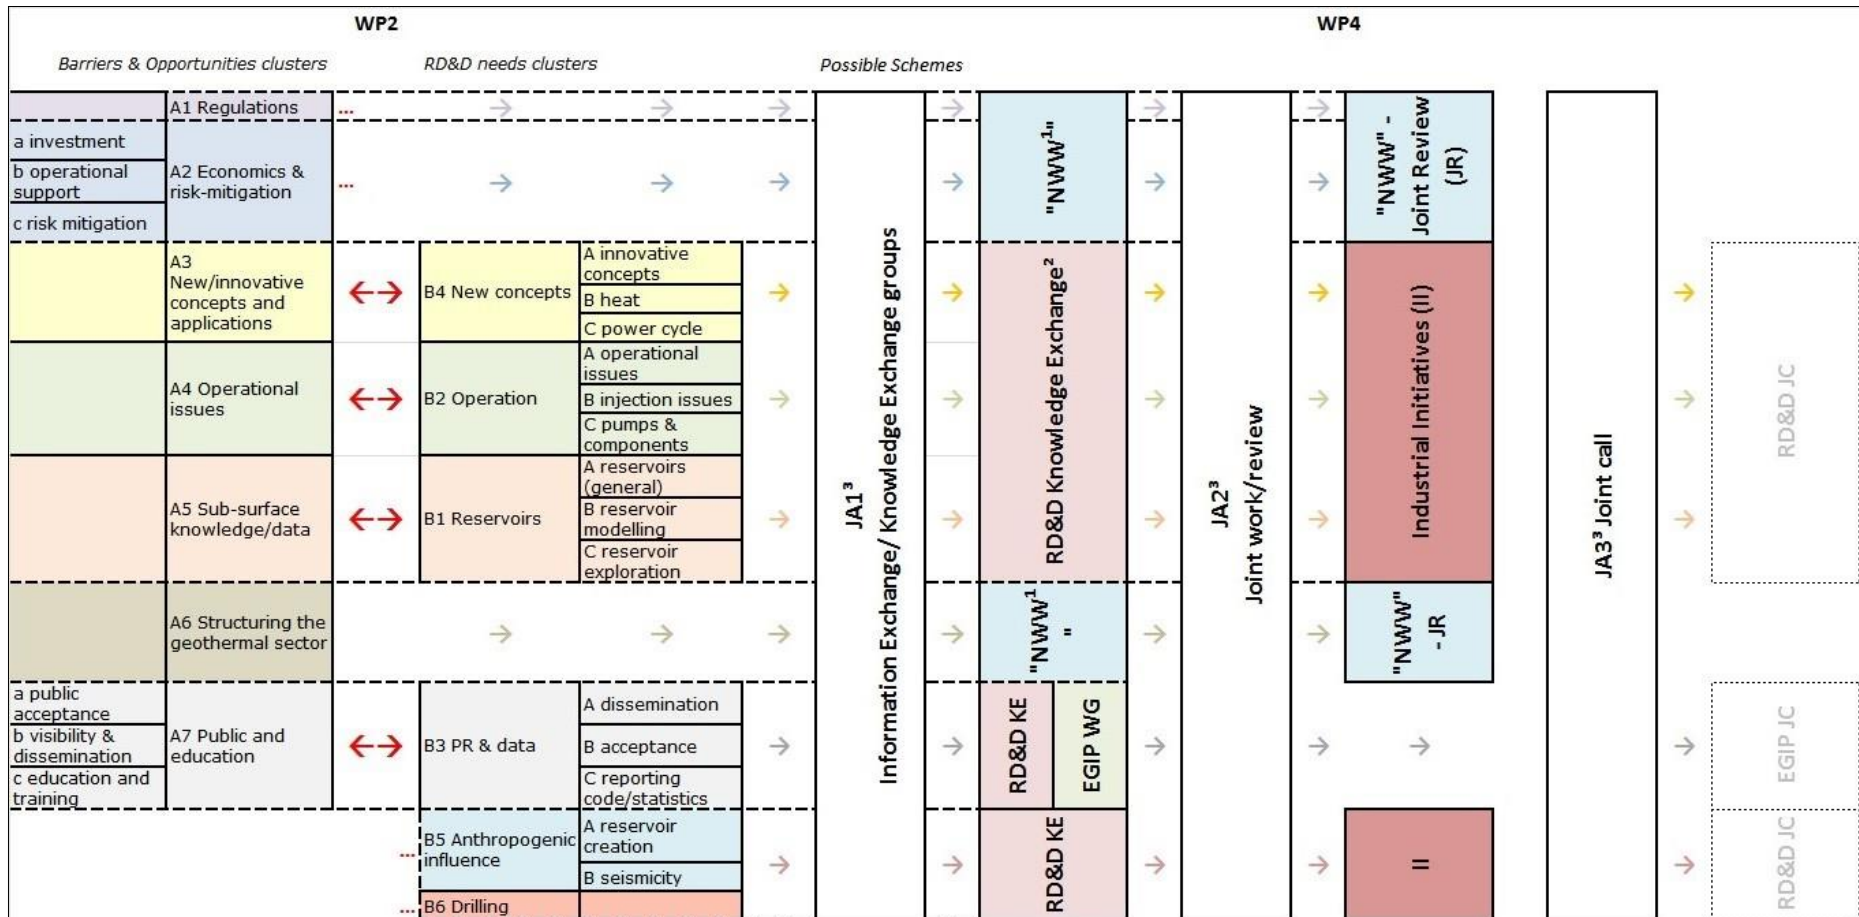 WP2
WP4
Barriers & Opportunities clusters
RD&D needs clusters
Possible Schemes
A1 Regulations
...
a investment
b operational
support
c risk mitigation
A2 Economics &
risk-mitigation
...
A3
New/innovative
concepts and
applications
B4 New concepts
A innovative
concepts
B heat
C power cycle
A4 Operational
issues
B2 Operation
A operational
issues
B injection issues
C pumps &
components
A5 Sub-surface
knowledge/data
B1 Reservoirs
A reservoirs
(general)
B reservoir
modelling
C reservoir
exploration
A6 Structuring the
geothermal sector
a public
acceptance
b visibility &
dissemination
c education and
training
A7 Public and
education
B3 PR & data
A dissemination
B acceptance
C reporting
code/statistics
...
B5 Anthropogenic
influence
A reservoir
creation
B seismicity
...
B6 Drilling
JA1³
Information Exchange/ Knowledge Exchange groups
"NWW¹"
RD&D Knowledge Exchange²
"NWW¹
"
RD&D KE
EGIP WG
RD&D KE
JA2³
Joint work/review
"NWW" -
Joint Review
(JR)
Industrial Initiatives (II)
"NWW"
- JR
II
JA3³ Joint call
RD&D JC
EGIP JC
RD&D JC